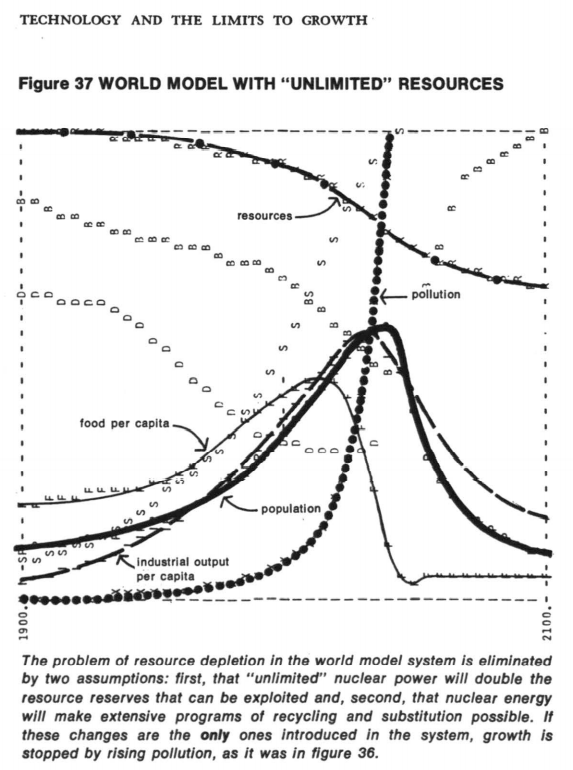 TECHNOLOGY AND THE LIMITS TO GROWTH
Figure 37 WORLD MODEL WITH “UNLIMITED” RESOURCES
resources
pollution
food per capita
population
industrial output
per capita
1900.
2100.
The problem of resource depletion in the world model system is eliminated
by two assumptions: first, that “unlimited” nuclear power will double the
resource reserves that can be exploited and, second, that nuclear energy
will make extensive programs of recycling and substitution possible. If
these changes are the only ones introduced in the system, growth is
stopped by rising pollution, as it was in figure 36.